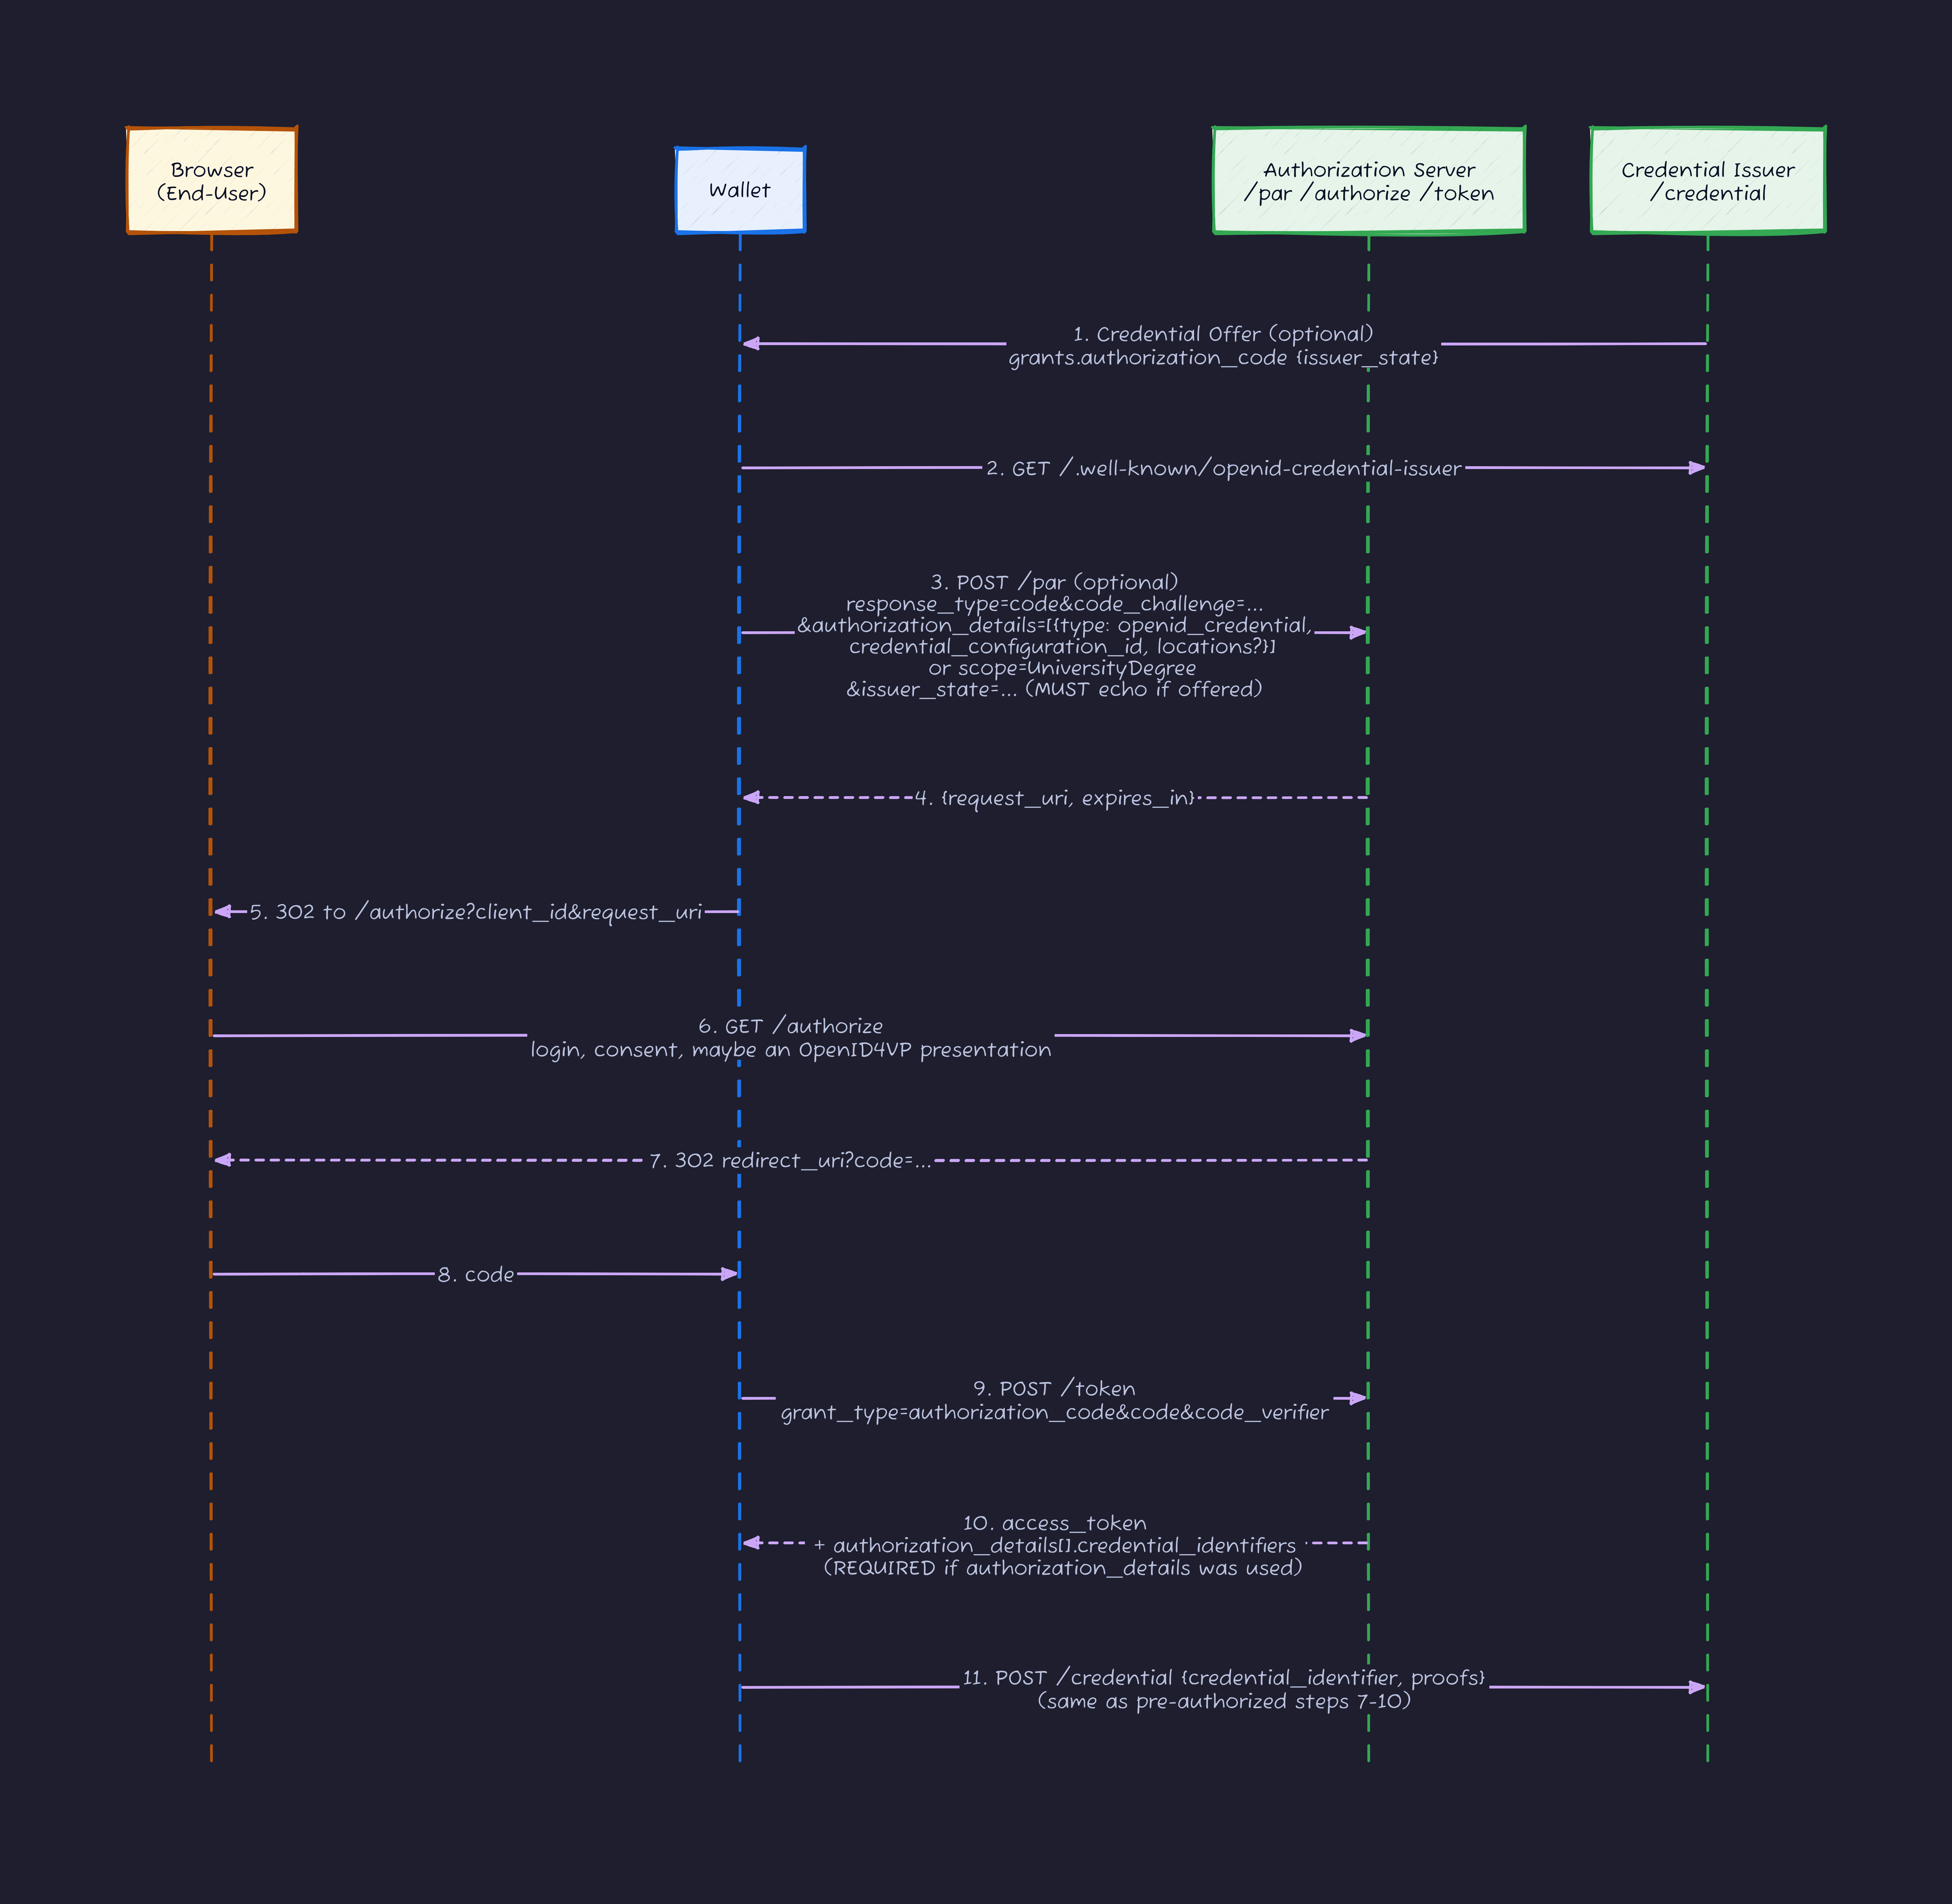 Browser
(End-User)
Wallet
Authorization Server
/par /authorize /token
Credential Issuer
/credential
1. Credential Offer (optional)
grants.authorization_code {issuer_state}
2. GET /.well-known/openid-credential-issuer
3. POST /par (optional)
response_type=code&code_challenge=...
&authorization_details=[{type: openid_credential,
credential_configuration_id, locations?}]
or scope=UniversityDegree
&issuer_state=... (MUST echo if offered)
4. {request_uri, expires_in}
5. 302 to /authorize?client_id&request_uri
6. GET /authorize
login, consent, maybe an OpenID4VP presentation
7. 302 redirect_uri?code=...
8. code
9. POST /token
grant_type=authorization_code&code&code_verifier
10. access_token
+ authorization_details[].credential_identifiers
(REQUIRED if authorization_details was used)
11. POST /credential {credential_identifier, proofs}
(same as pre-authorized steps 7-10)